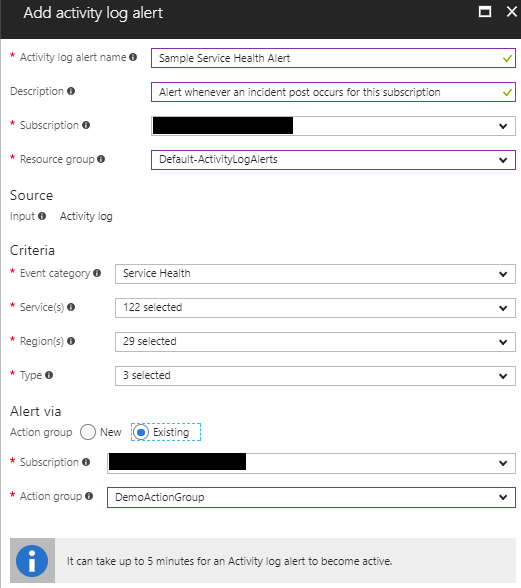 Add activity log alert
* Activity log alert name Sample Service Health Alert
Description Alert whenever an incident post occurs for this subscription
* Subscription
* Resource group Default-ActivityLogAlerts
Source
Input Activity log
Criteria
* Event category Service Health
* Service(s) 122 selected
* Region(s) 29 selected
* Type 3 selected
Alert via
Action group New Existing
* Subscription
* Action group DemoActionGroup
It can take up to 5 minutes for an Activity log alert to become active.